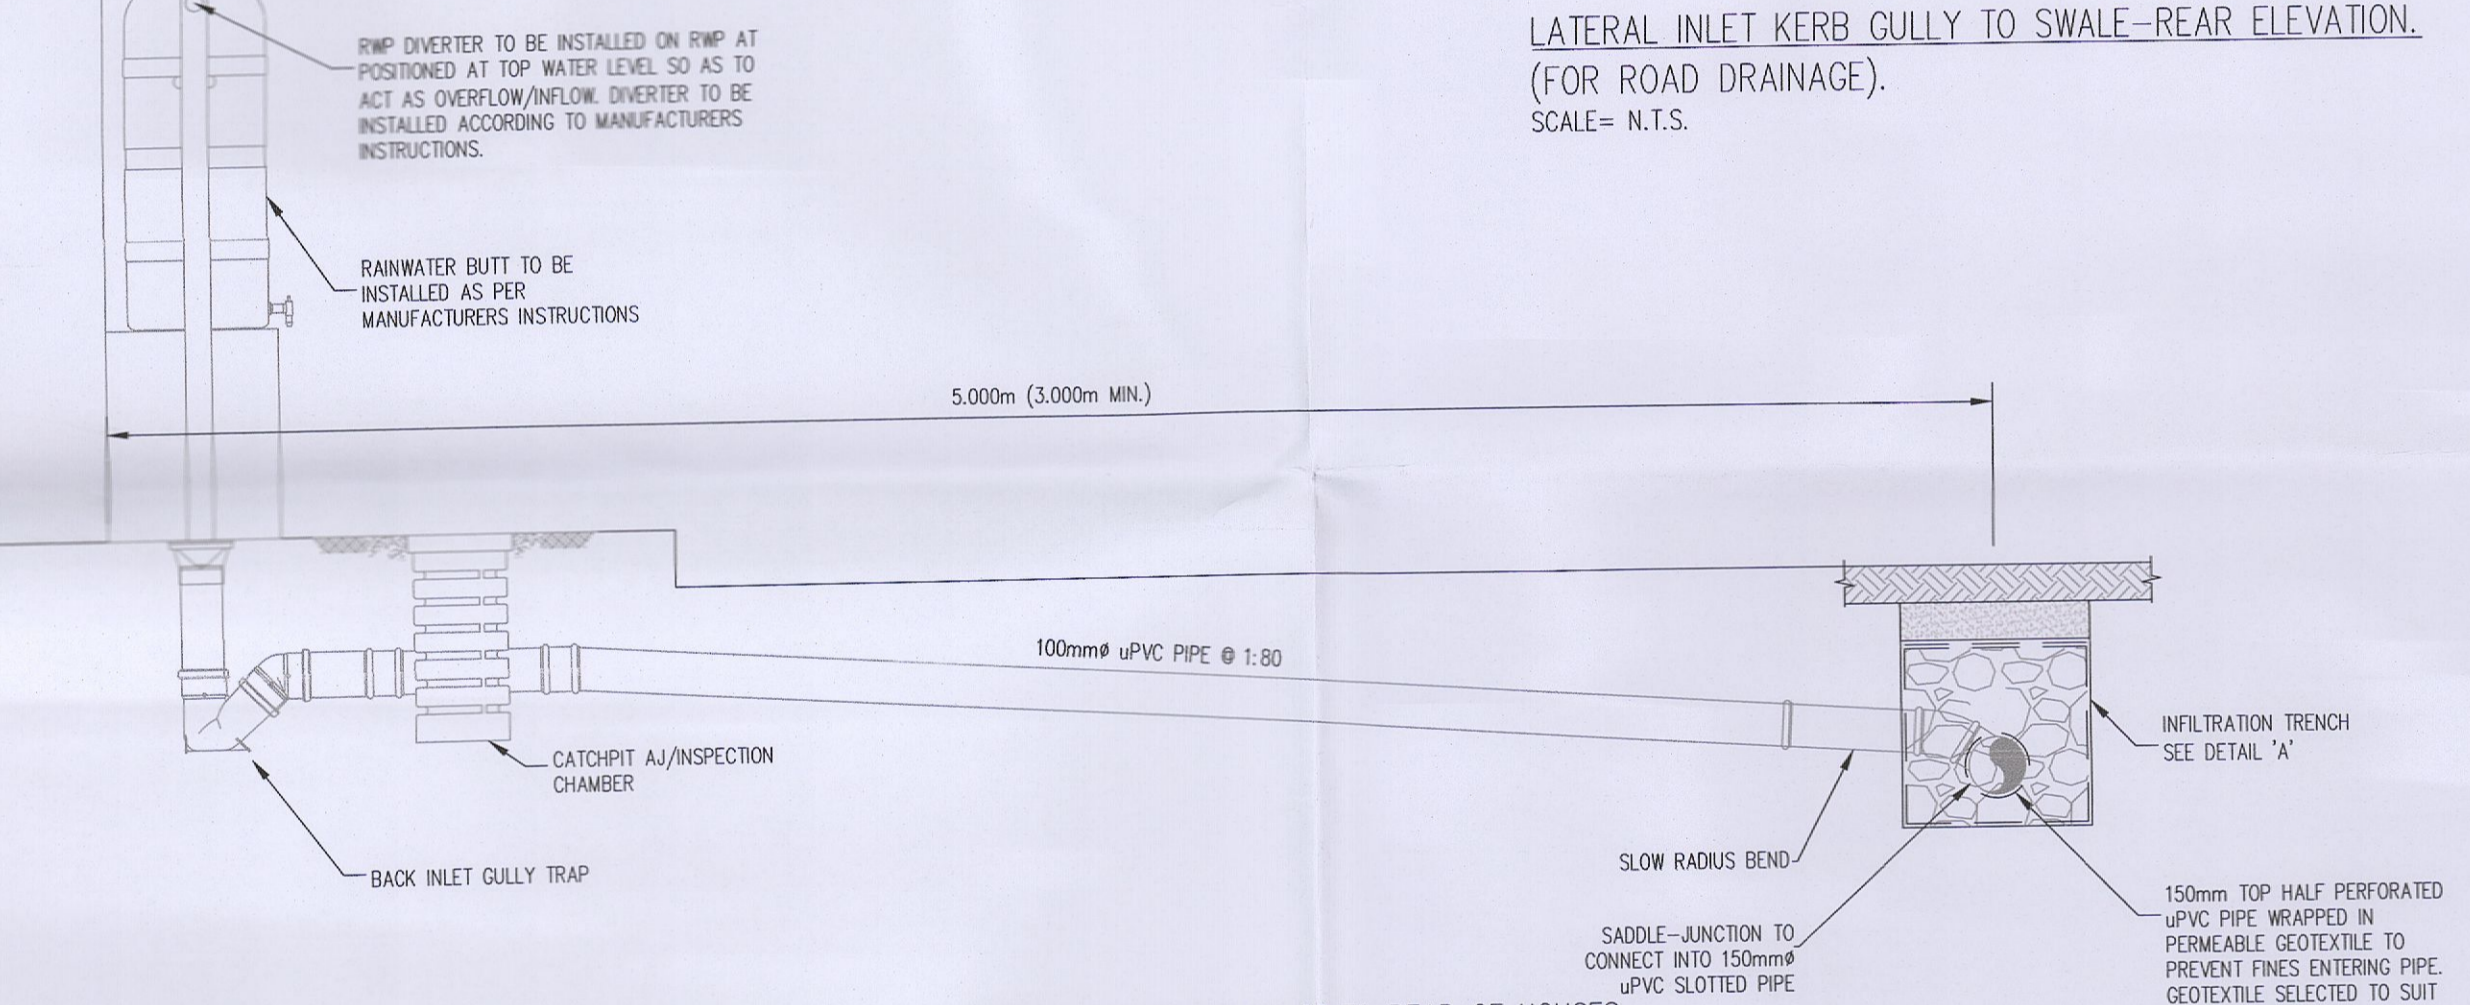 LATERAL INLET KERB GULLY TO SWALE-REAR ELEVATION.
(FOR ROAD DRAINAGE).
SCALE= N.T.S.
RWP DIVERTER TO BE INSTALLED ON RWP AT
POSITIONED AT TOP WATER LEVEL SO AS TO
ACT AS OVERFLOW/INFLOW. DIVERTER TO BE
INSTALLED ACCORDING TO MANUFACTURERS
INSTRUCTIONS.
RAINWATER BUTT TO BE
INSTALLED AS PER
MANUFACTURERS INSTRUCTIONS
5.000m (3.000m MIN.)
100mmø uPVC PIPE @ 1:80
CATCHPIT AJ/INSPECTION
CHAMBER
BACK INLET GULLY TRAP
INFILTRATION TRENCH
SEE DETAIL 'A'
SLOW RADIUS BEND
SADDLE-JUNCTION TO
CONNECT INTO 150mmø
uPVC SLOTTED PIPE
150mm TOP HALF PERFORATED
uPVC PIPE WRAPPED IN
PERMEABLE GEOTEXTILE TO
PREVENT FINES ENTERING PIPE.
GEOTEXTILE SELECTED TO SUIT